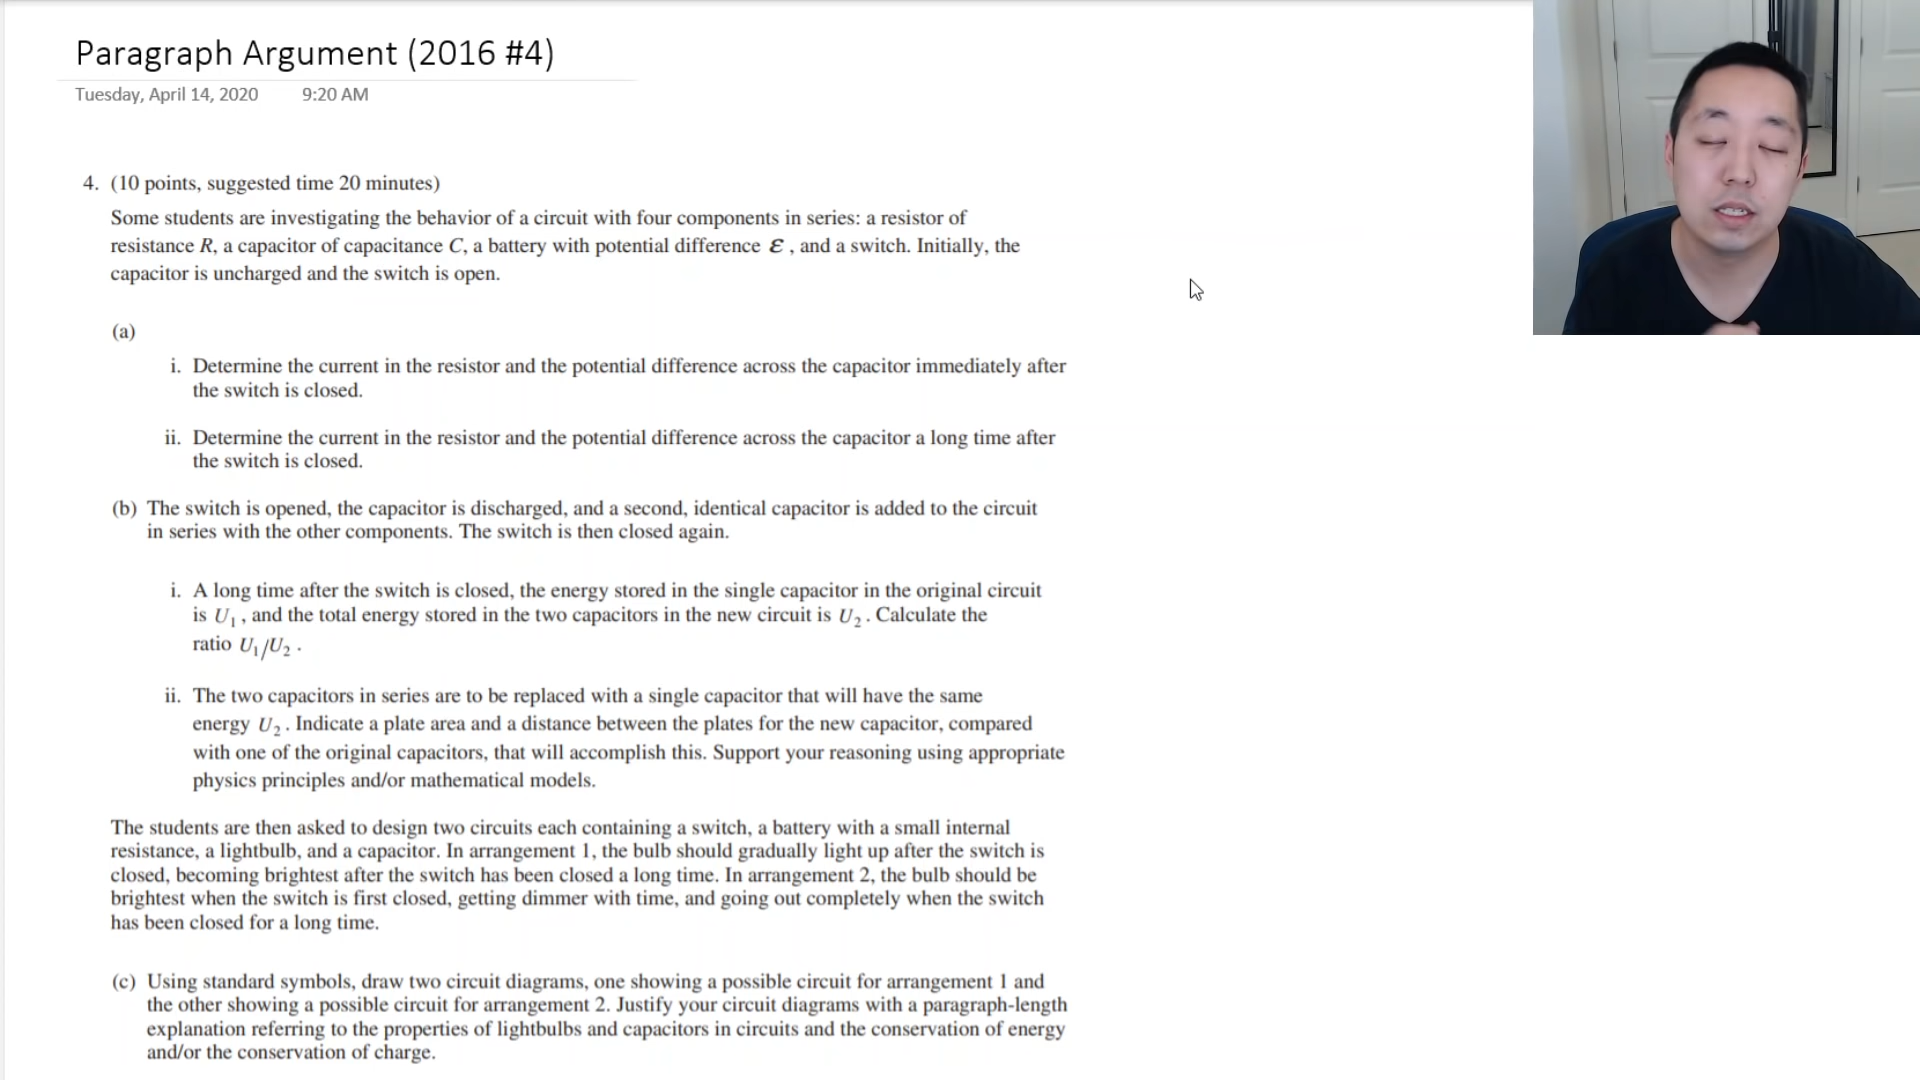 Paragraph Argument (2016 #4)
Tuesday, April 14, 2020 9:20 AM
4. (10 points, suggested time 20 minutes)
Some students are investigating the behavior of a circuit with four components in series: a resistor of
resistance R, a capacitor of capacitance C, a battery with potential difference ℰ, and a switch. Initially, the
capacitor is uncharged and the switch is open.
(a)
i. Determine the current in the resistor and the potential difference across the capacitor immediately after
the switch is closed.
ii. Determine the current in the resistor and the potential difference across the capacitor a long time after
the switch is closed.
(b) The switch is opened, the capacitor is discharged, and a second, identical capacitor is added to the circuit
in series with the other components. The switch is then closed again.
i. A long time after the switch is closed, the energy stored in the single capacitor in the original circuit
is U₁, and the total energy stored in the two capacitors in the new circuit is U₂. Calculate the
ratio U₁/U₂.
ii. The two capacitors in series are to be replaced with a single capacitor that will have the same
energy U₂. Indicate a plate area and a distance between the plates for the new capacitor, compared
with one of the original capacitors, that will accomplish this. Support your reasoning using appropriate
physics principles and/or mathematical models.
The students are then asked to design two circuits each containing a switch, a battery with a small internal
resistance, a lightbulb, and a capacitor. In arrangement 1, the bulb should gradually light up after the switch is
closed, becoming brightest after the switch has been closed a long time. In arrangement 2, the bulb should be
brightest when the switch is first closed, getting dimmer with time, and going out completely when the switch
has been closed for a long time.
(c) Using standard symbols, draw two circuit diagrams, one showing a possible circuit for arrangement 1 and
the other showing a possible circuit for arrangement 2. Justify your circuit diagrams with a paragraph-length
explanation referring to the properties of lightbulbs and capacitors in circuits and the conservation of energy
and/or the conservation of charge.